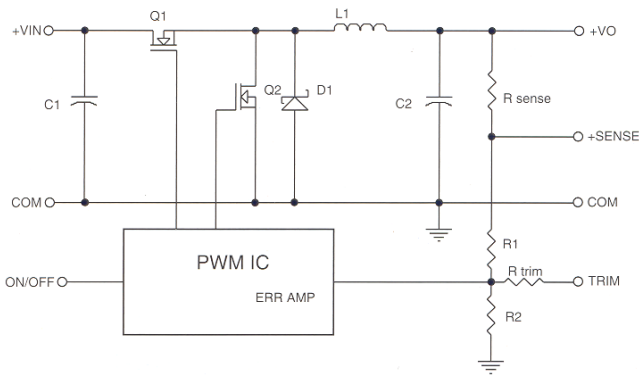 Q1
L1
+VIN
+VO
C1
Q2
D1
C2
R sense
+SENSE
COM
COM
R1
PWM IC
R trim
ON/OFF
TRIM
ERR AMP
R2